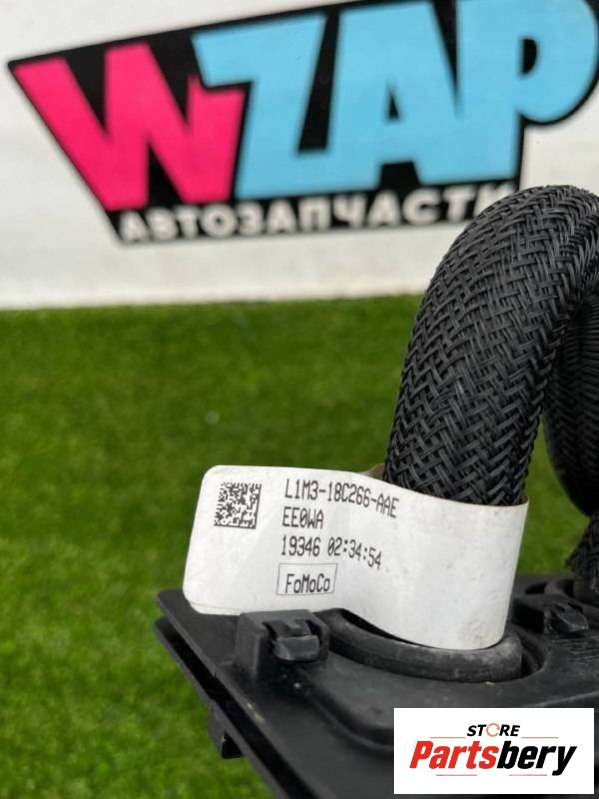 WZAP
АВТОЗАПЧАСТИ
L1M3-18C266-AAE
EE0WA
19346 02:34:54
FoMoCo
STORE
Partsbery